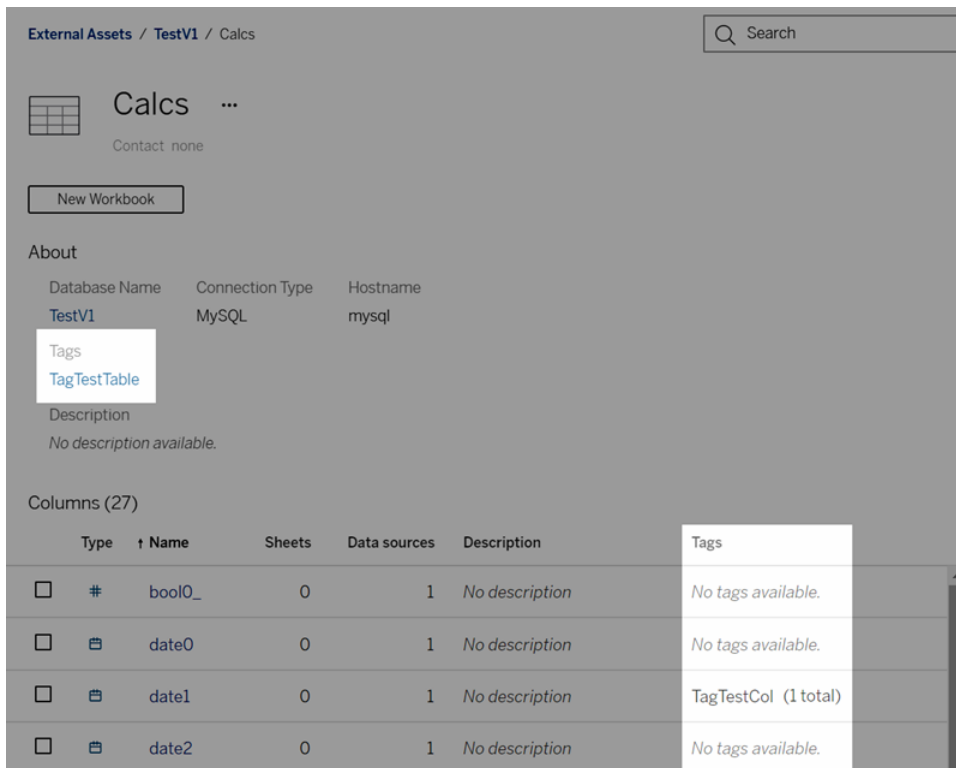 External Assets / TestV1 / Calcs
Search
Calcs ...
Contact none
New Workbook
About
Database Name Connection Type Hostname
TestV1 MySQL mysql
Tags
TagTestTable
Description
No description available.
Columns (27)
Type ↑ Name Sheets Data sources Description Tags
# bool0_ 0 1 No description No tags available.
date0 0 1 No description No tags available.
date1 0 1 No description TagTestCol (1 total)
date2 0 1 No description No tags available.